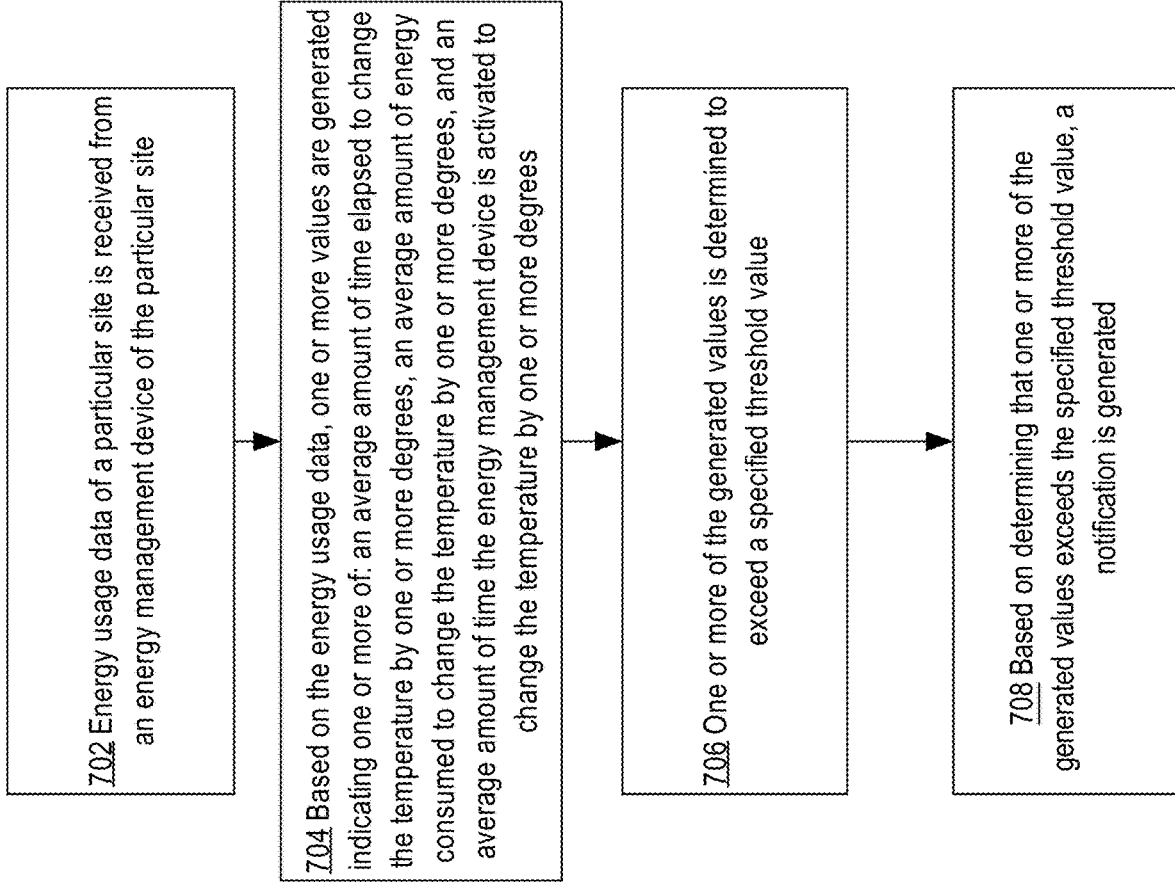 702 Energy usage data of a particular site is received from
an energy management device of the particular site
704 Based on the energy usage data, one or more values are generated
indicating one or more of: an average amount of time elapsed to change
the temperature by one or more degrees, an average amount of energy
consumed to change the temperature by one or more degrees, and an
average amount of time the energy management device is activated to
change the temperature by one or more degrees
706 One or more of the generated values is determined to
exceed a specified threshold value
708 Based on determining that one or more of the
generated values exceeds the specified threshold value, a
notification is generated